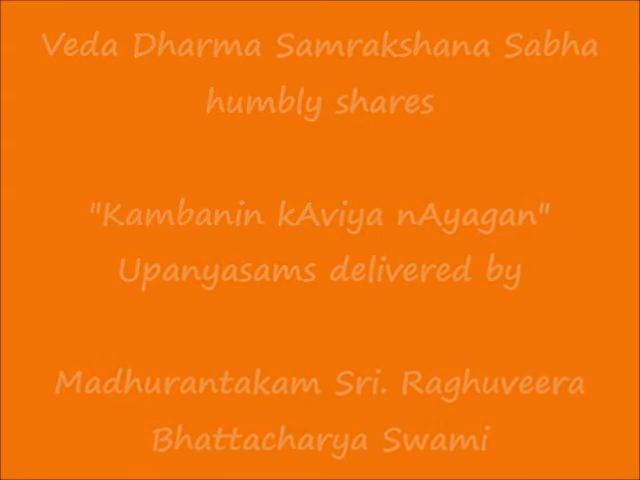 Veda Dharma Samrakshana Sabha
humbly shares
"Kambanin kAviya nAyagan"
Upanyasams delivered by
Madhurantakam Sri. Raghuveera
Bhattacharya Swami